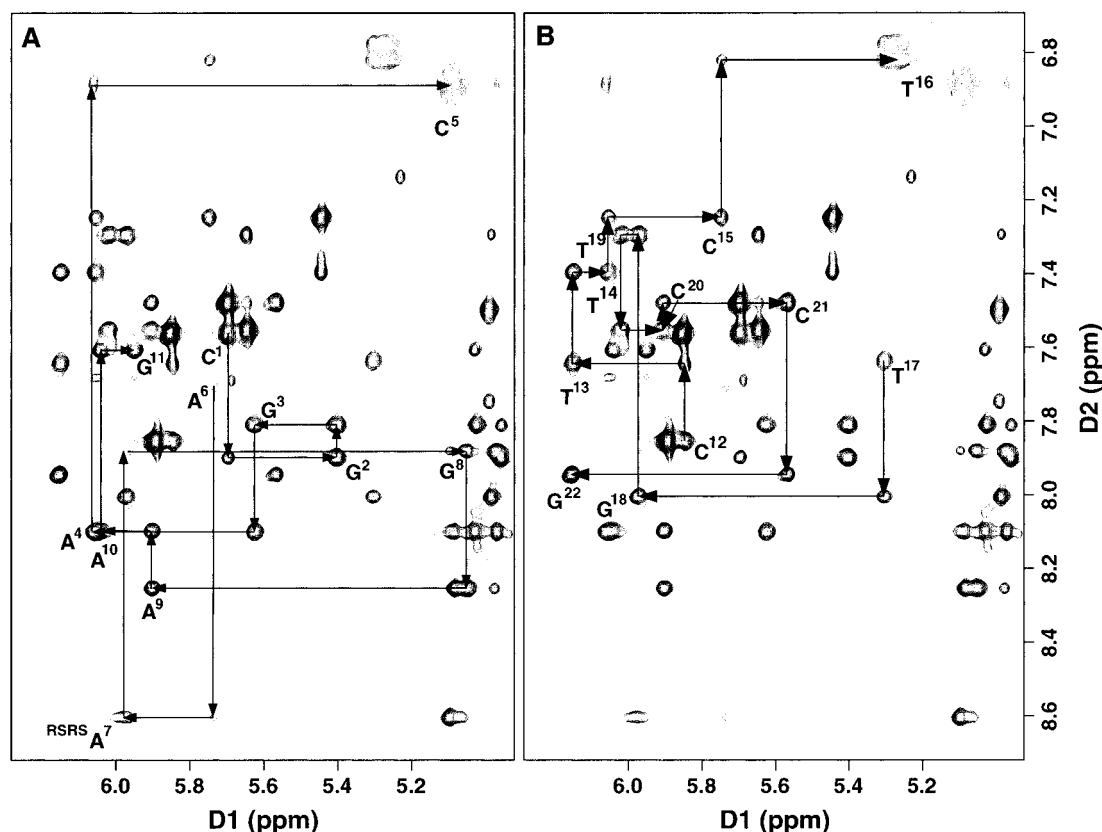 A
B
C⁵
T¹⁶
T¹⁹
C¹⁵
T¹⁴
C²⁰
C²¹
G¹¹
C¹
A⁶
T¹³
T¹⁷
G³
C¹²
G²
G⁸
G²²
G¹⁸
A⁴
A¹⁰
A⁹
RSRS A⁷
6.8
7.0
7.2
7.4
7.6
7.8
8.0
8.2
8.4
8.6
D2 (ppm)
6.0 5.8 5.6 5.4 5.2
6.0 5.8 5.6 5.4 5.2
D1 (ppm)
D1 (ppm)